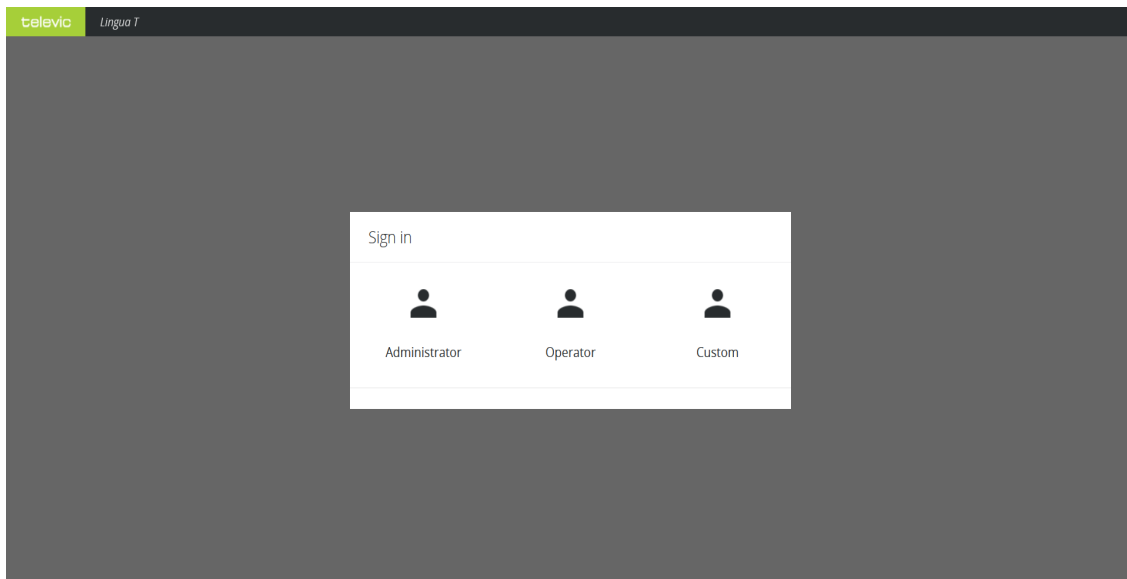 televic
Lingua T
Sign in
Administrator
Operator
Custom